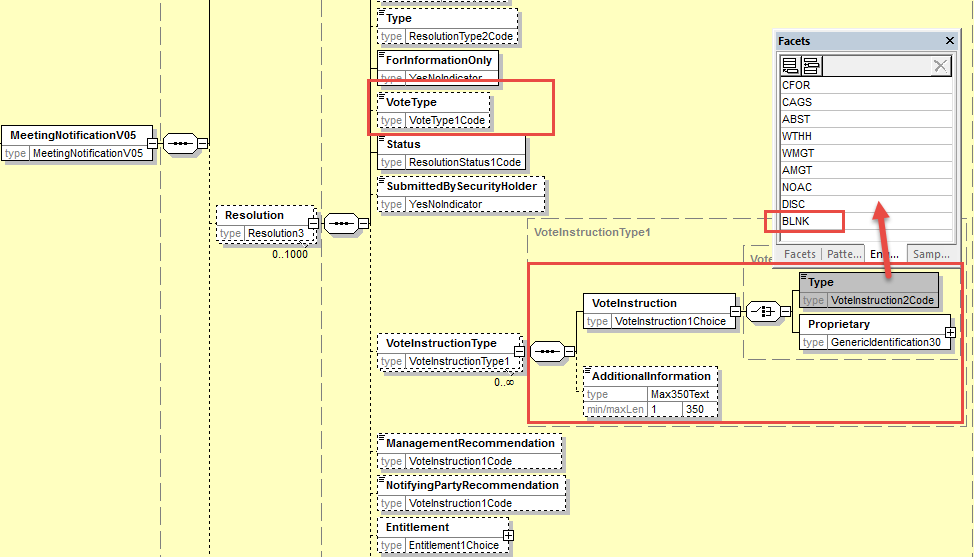 Type
type ResolutionType2Code
ForInformationOnly
type YesNoIndicator
VoteType
type VoteType1Code
MeetingNotificationV05
type MeetingNotificationV05
Status
type ResolutionStatus1Code
SubmittedBySecurityHolder
type YesNoIndicator
Resolution
type Resolution3
0..1000
Facets
CFOR
CAGS
ABST
WTHH
WMGT
AMGT
NOAC
DISC
BLNK
Facets Patte... En... Samp...
VoteInstructionType1
Type
type VoteInstruction2Code
VoteInstruction
type VoteInstruction1Choice
Proprietary
type GenericIdentification30
VoteInstructionType
type VoteInstructionType1
0..∞
AdditionalInformation
type Max350Text
min/maxLen 1 350
ManagementRecommendation
type VoteInstruction1Code
NotifyingPartyRecommendation
type VoteInstruction1Code
Entitlement
type Entitlement1Choice